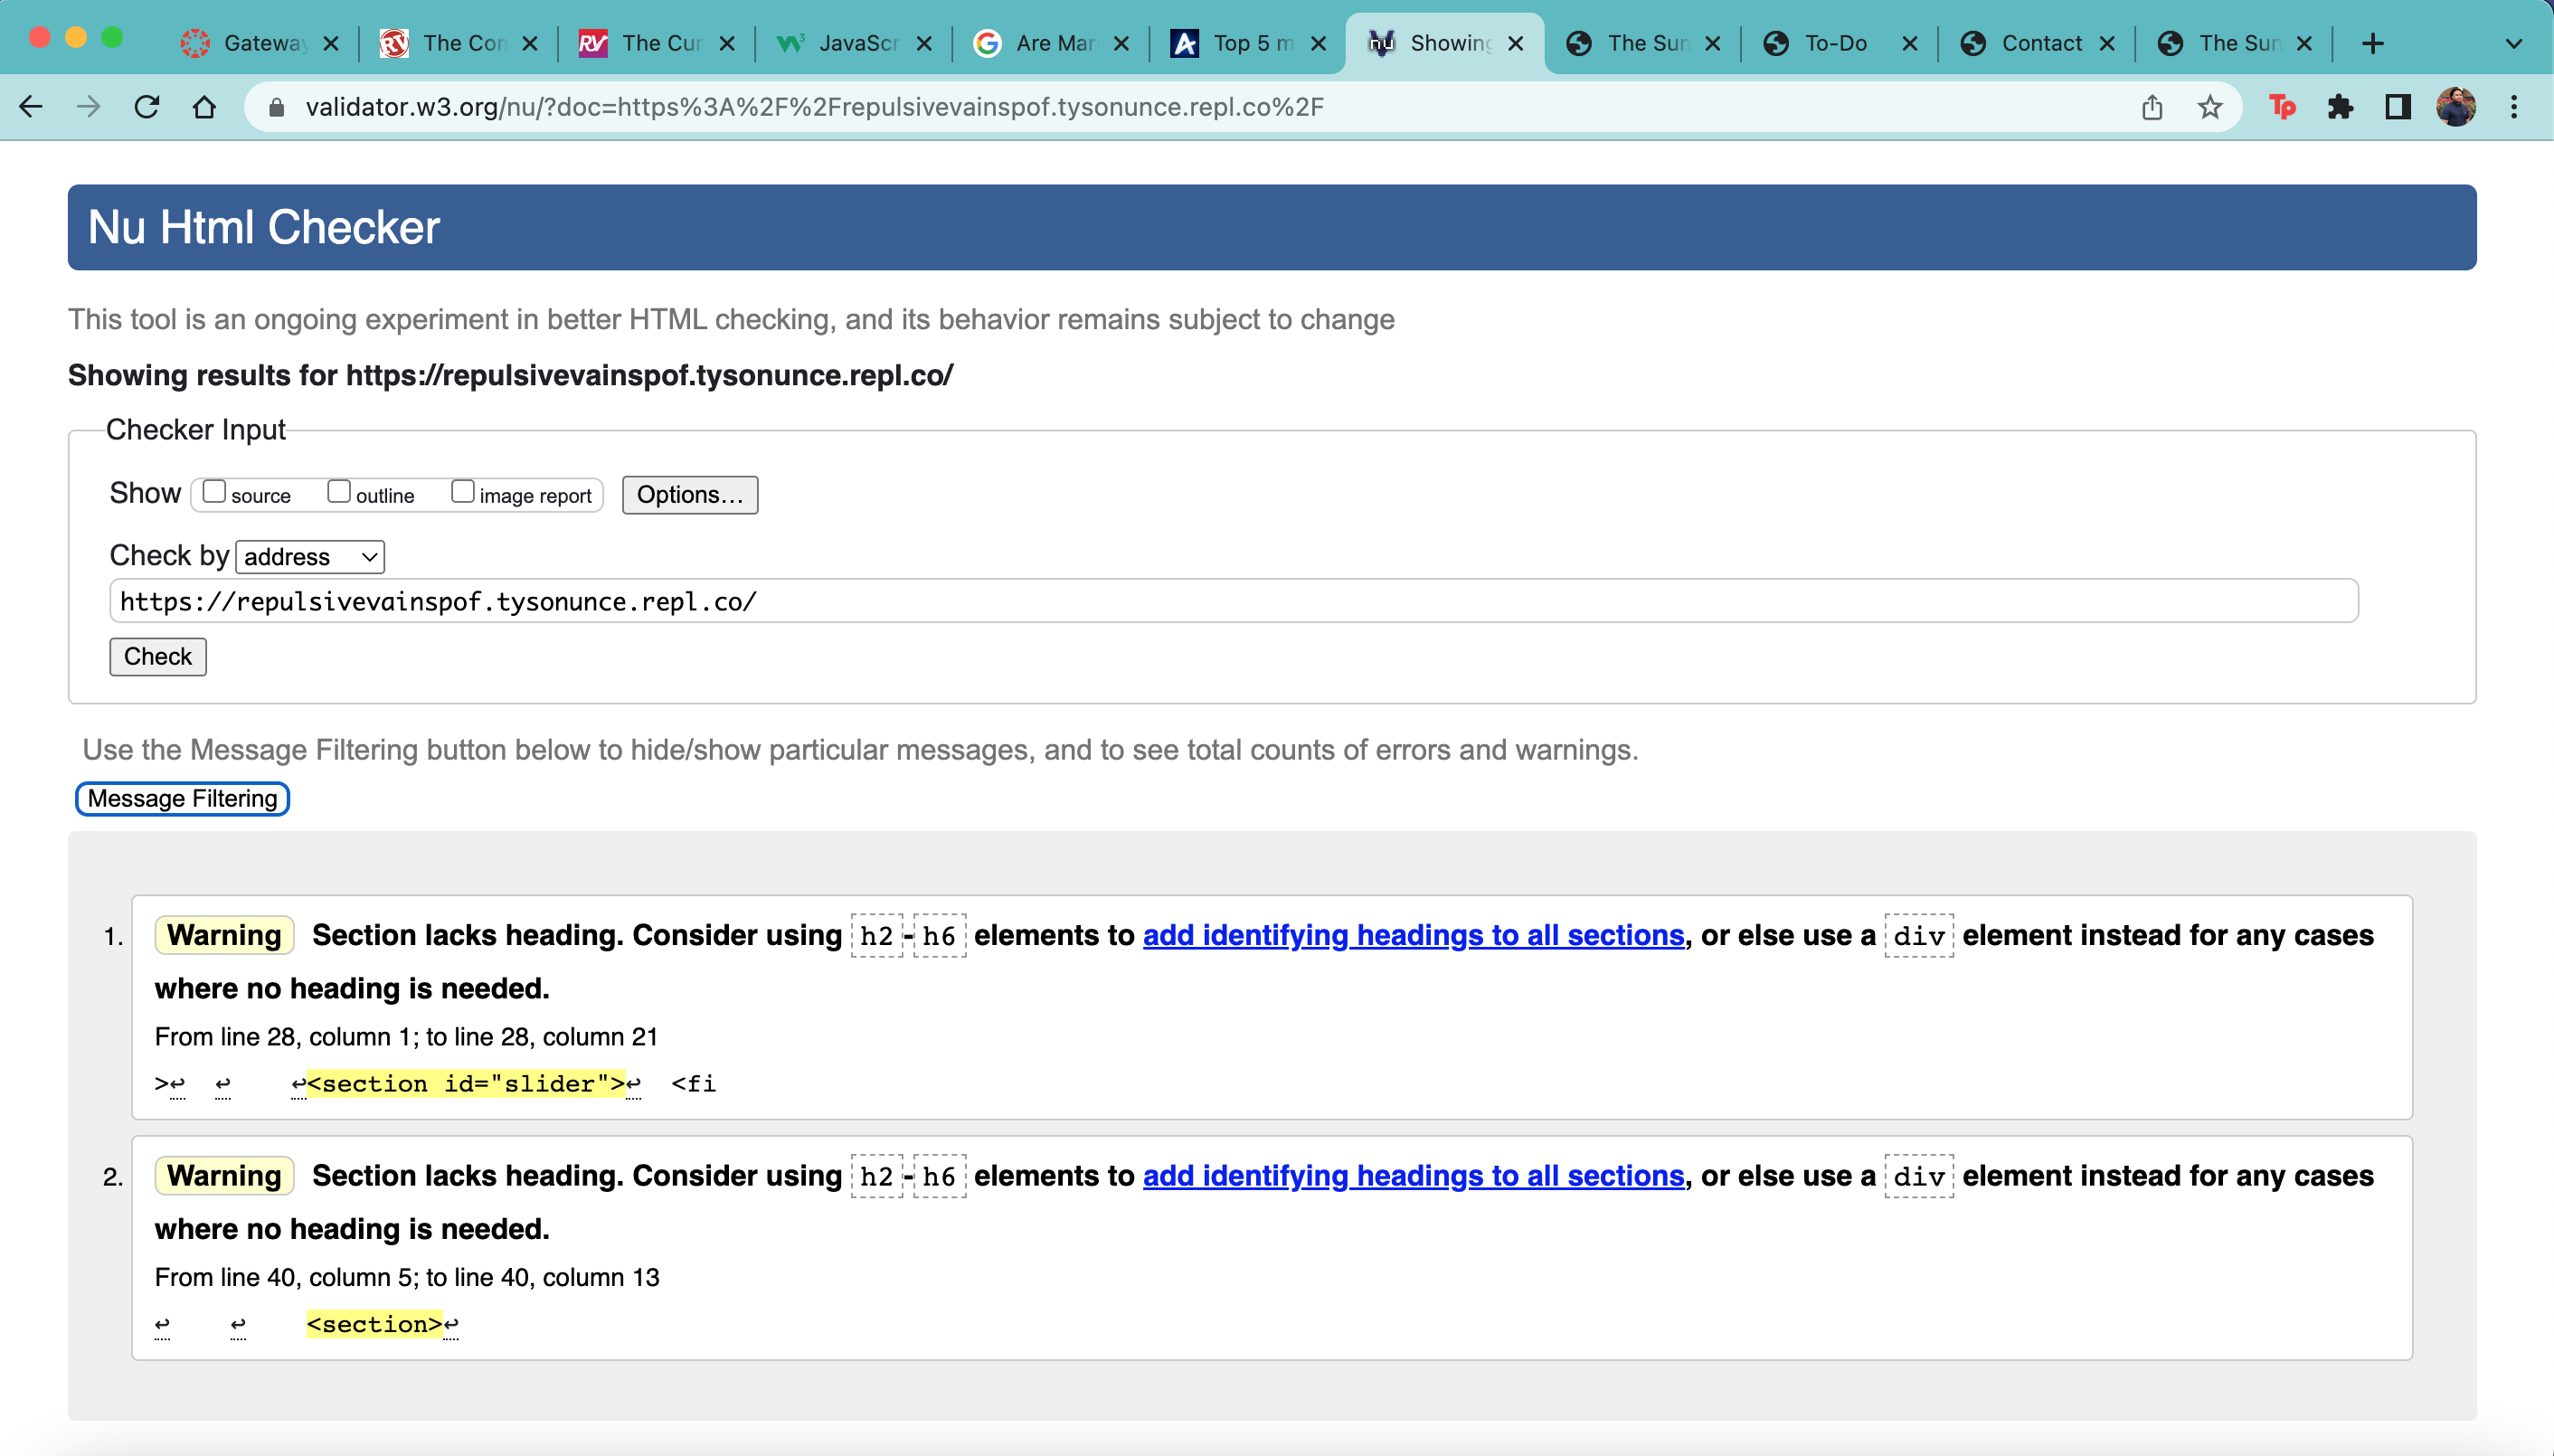 Gateway The Con The Cur JavaScr Are Mar Top 5 m Showing The Sun To-Do Contact The Sun
validator.w3.org/nu/?doc=https%3A%2F%2Frepulsivevainspof.tysonunce.repl.co%2F
Nu Html Checker
This tool is an ongoing experiment in better HTML checking, and its behavior remains subject to change
Showing results for https://repulsivevainspof.tysonunce.repl.co/
Checker Input
Show source outline image report Options...
Check by address
https://repulsivevainspof.tysonunce.repl.co/
Check
Use the Message Filtering button below to hide/show particular messages, and to see total counts of errors and warnings.
Message Filtering
1. Warning Section lacks heading. Consider using h2-h6 elements to add identifying headings to all sections, or else use a div element instead for any cases
where no heading is needed.
From line 28, column 1; to line 28, column 21
>↩ ↩ ↩<section id="slider">↩ <fi
2. Warning Section lacks heading. Consider using h2-h6 elements to add identifying headings to all sections, or else use a div element instead for any cases
where no heading is needed.
From line 40, column 5; to line 40, column 13
↩ ↩ <section>↩